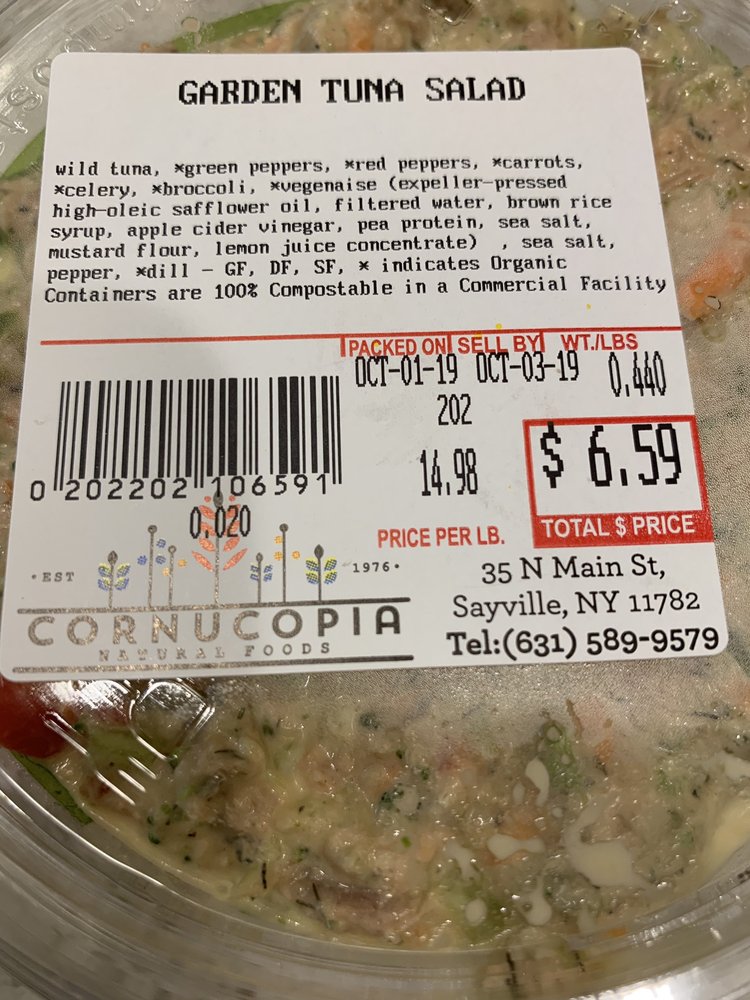 GARDEN TUNA SALAD
wild tuna, *green peppers, *red peppers, *carrots,
*celery, *broccoli, *vegenaise (expeller-pressed
high-oleic safflower oil, filtered water, brown rice
syrup, apple cider vinegar, pea protein, sea salt,
mustard flour, lemon juice concentrate) , sea salt,
pepper, *dill - GF, DF, SF, * indicates Organic
Containers are 100% Compostable in a Commercial Facility
PACKED ON SELL BY WT./LBS
OCT-01-19 OCT-03-19 0.440
202
14.98 $ 6.59
0 202202 106591
0.020
PRICE PER LB. TOTAL $ PRICE
• EST 1976 •
CORNUCOPIA
NATURAL FOODS
35 N Main St,
Sayville, NY 11782
Tel:(631) 589-9579